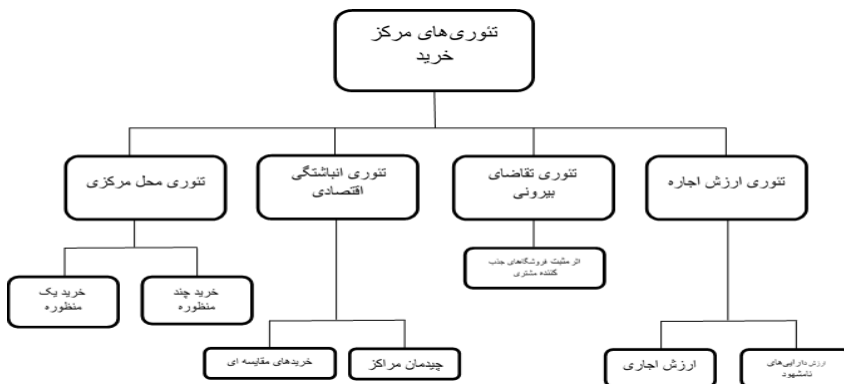 تئوری‌های مرکز
خرید
تئوری ارزش اجاره
تئوری تقاضای
بیرونی
تئوری انباشتگی
اقتصادی
تئوری محل مرکزی
اثر مثبت فروشگاه‌های جذب
کننده مشتری
خرید چند
منظوره
خرید یک
منظوره
ارزش دارایی‌های
نامشهود
ارزش اجاری
چیدمان مراکز
خریدهای مقایسه ای